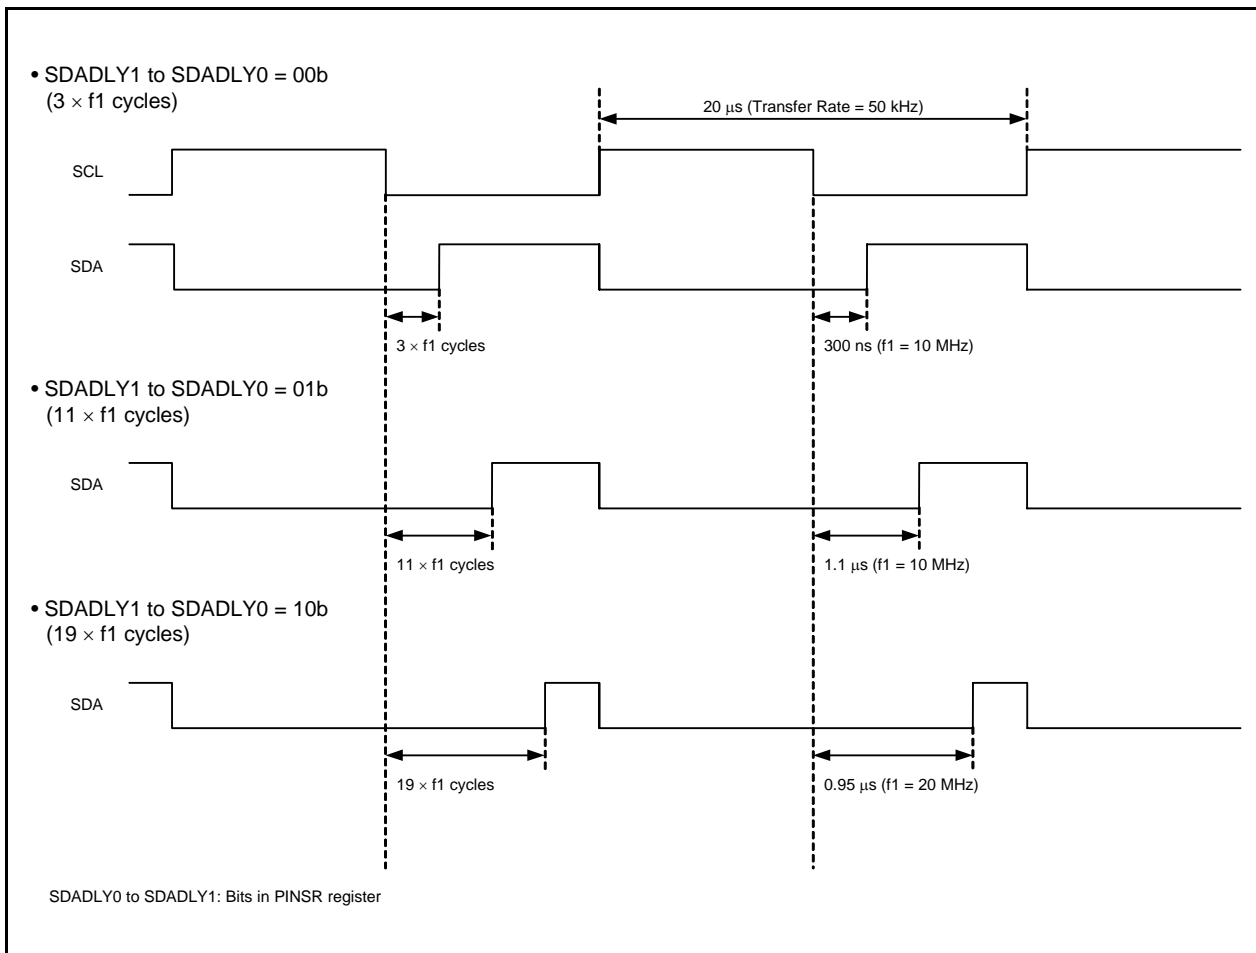 • SDADLY1 to SDADLY0 = 00b
(3 × f1 cycles)
20 μs (Transfer Rate = 50 kHz)
SCL
SDA
3 × f1 cycles
300 ns (f1 = 10 MHz)
• SDADLY1 to SDADLY0 = 01b
(11 × f1 cycles)
SDA
11 × f1 cycles
1.1 μs (f1 = 10 MHz)
• SDADLY1 to SDADLY0 = 10b
(19 × f1 cycles)
SDA
19 × f1 cycles
0.95 μs (f1 = 20 MHz)
SDADLY0 to SDADLY1: Bits in PINSR register